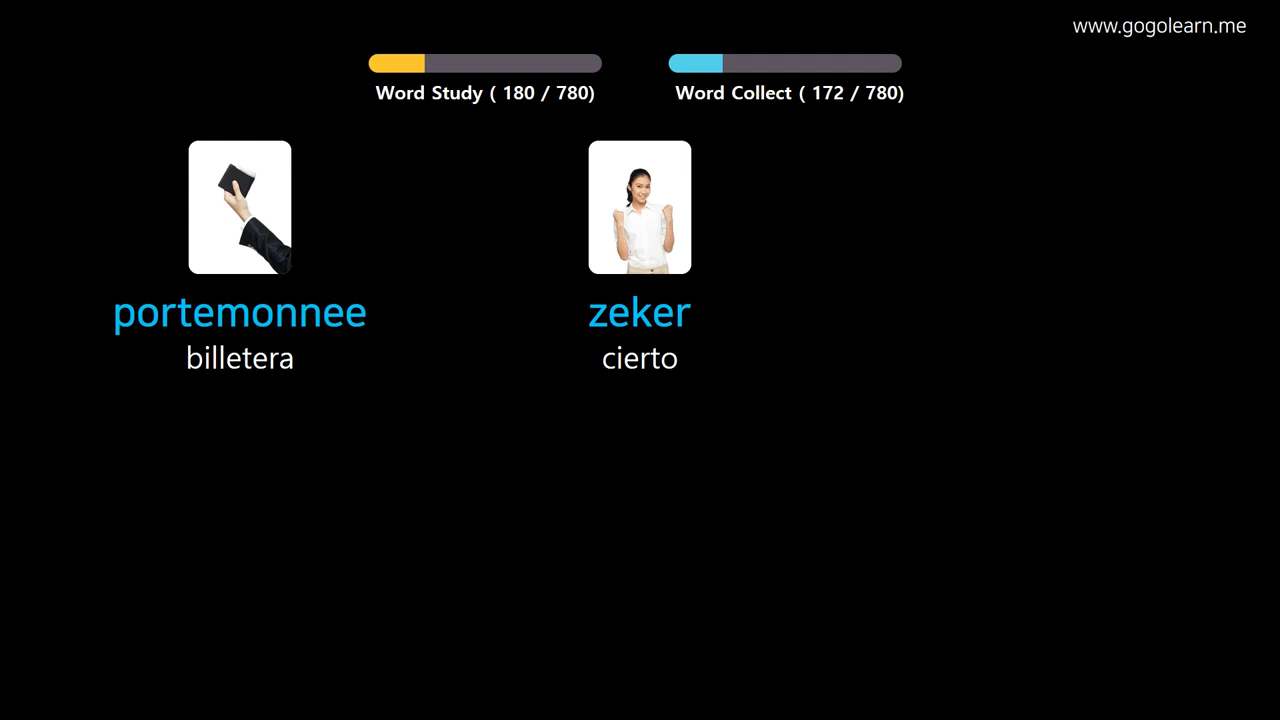 www.gogolearn.me
Word Study ( 180 / 780)
Word Collect ( 172 / 780)
portemonnee
billetera
zeker
cierto